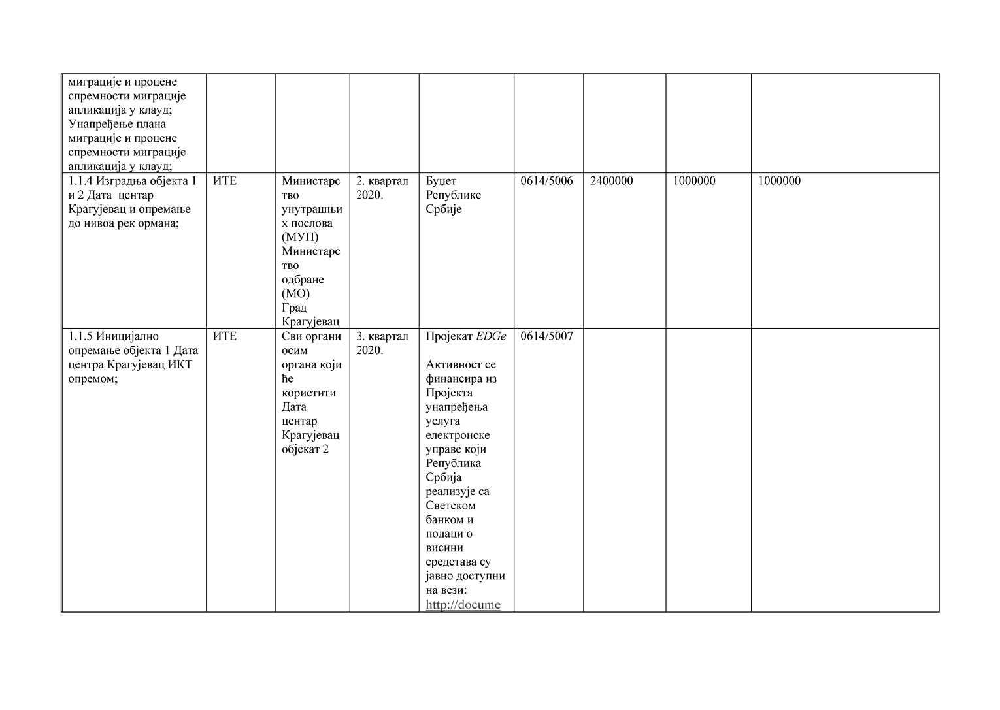 миграције и процене
спремности миграције
апликација у клауд;
Унапређење плана
миграције и процене
спремности миграције
апликација у клауд;
1.1.4 Изградња објекта 1
и 2 Дата центар
Крагујевац и опремање
до нивоа рек ормана;
ИТЕ
Министарс
тво
унутрашњи
х послова
(МУП)
Министарс
тво
одбране
(МО)
Град
Крагујевац
2. квартал
2020.
Буџет
Републике
Србије
0614/5006
2400000
1000000
1000000
1.1.5 Иницијално
опремање објекта 1 Дата
центра Крагујевац ИКТ
опремом;
ИТЕ
Сви органи
осим
органа који
ће
користити
Дата
центар
Крагујевац
објекат 2
3. квартал
2020.
Пројекат EDGe
Активност се
финансира из
Пројекта
унапређења
услуга
електронске
управе који
Република
Србија
реализује са
Светском
банком и
подаци о
висини
средстава су
јавно доступни
на вези:
http://docume
0614/5007